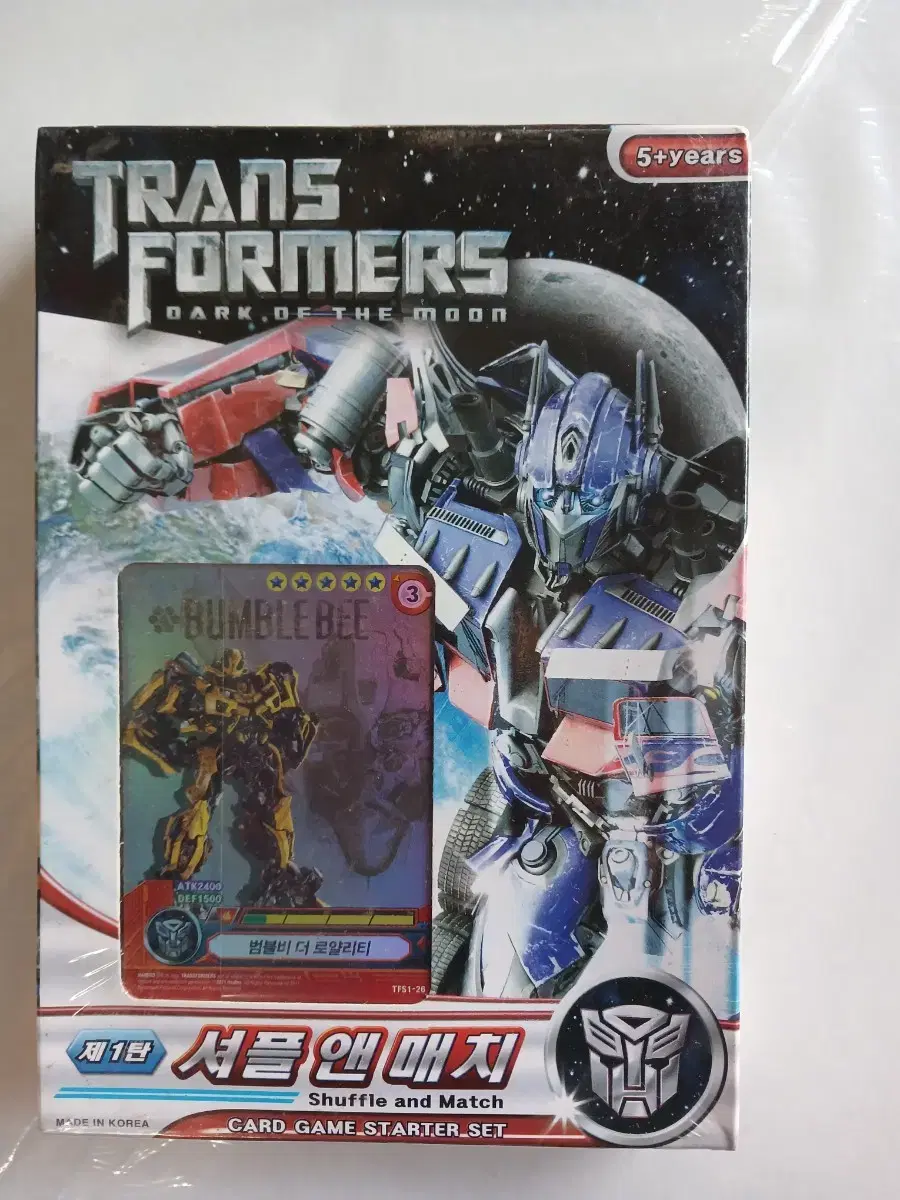 5+years
TRANS
FORMERS
DARK OF THE MOON
3
BUMBLEBEE
ATK2400
DEF1500
범블비 더 로얄리티
TFS1-26
제1탄
셔플 앤 매치
Shuffle and Match
MADE IN KOREA
CARD GAME STARTER SET